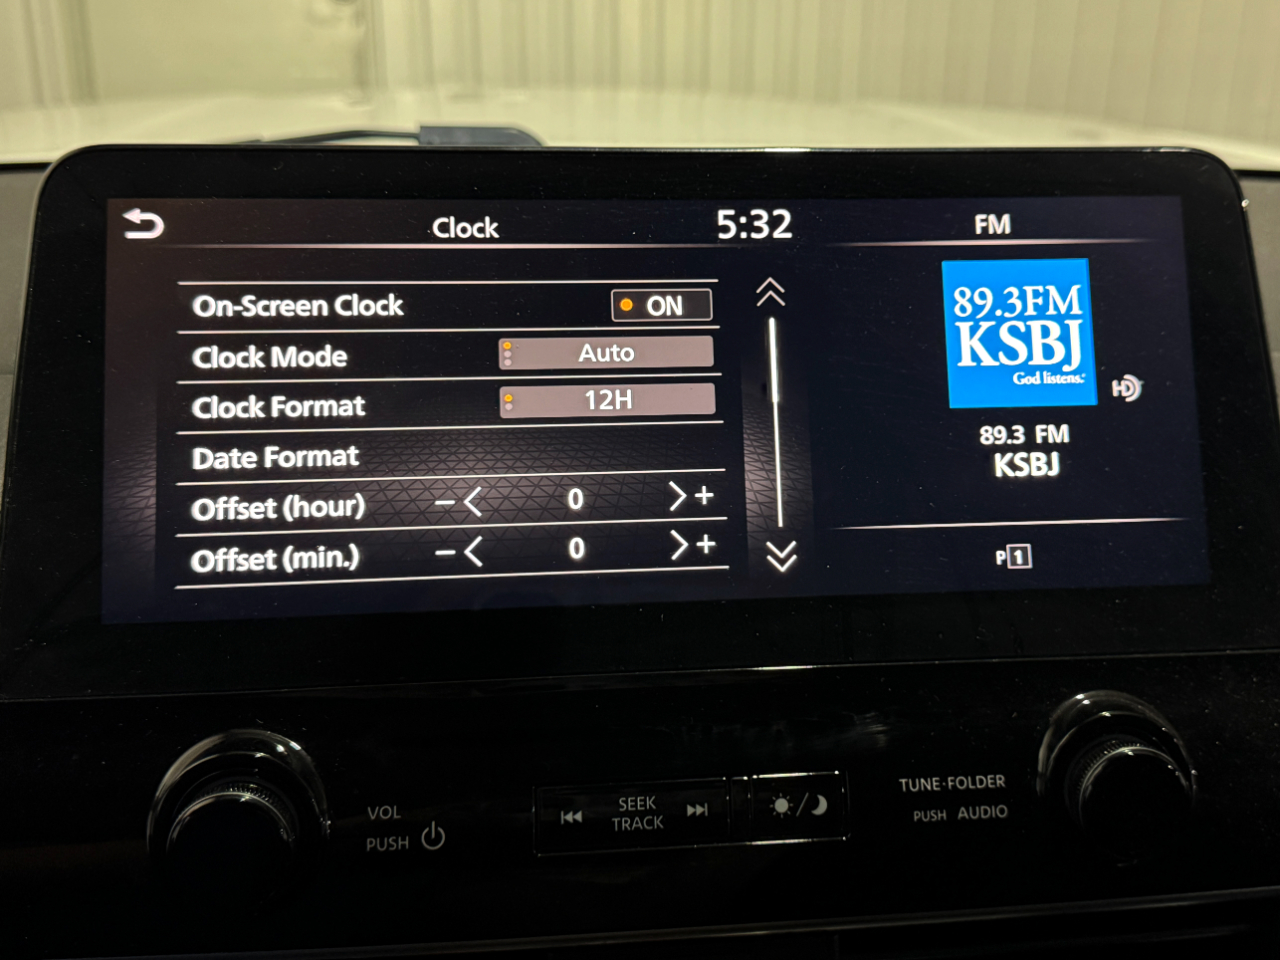 Clock
5:32
FM
On-Screen Clock
ON
Clock Mode
Auto
Clock Format
12H
Date Format
Offset (hour)
− < 0 > +
Offset (min.)
− < 0 > +
89.3FM
KSBJ
God listens.
HD
89.3 FM
KSBJ
P 1
VOL
PUSH
SEEK
TRACK
TUNE·FOLDER
PUSH AUDIO